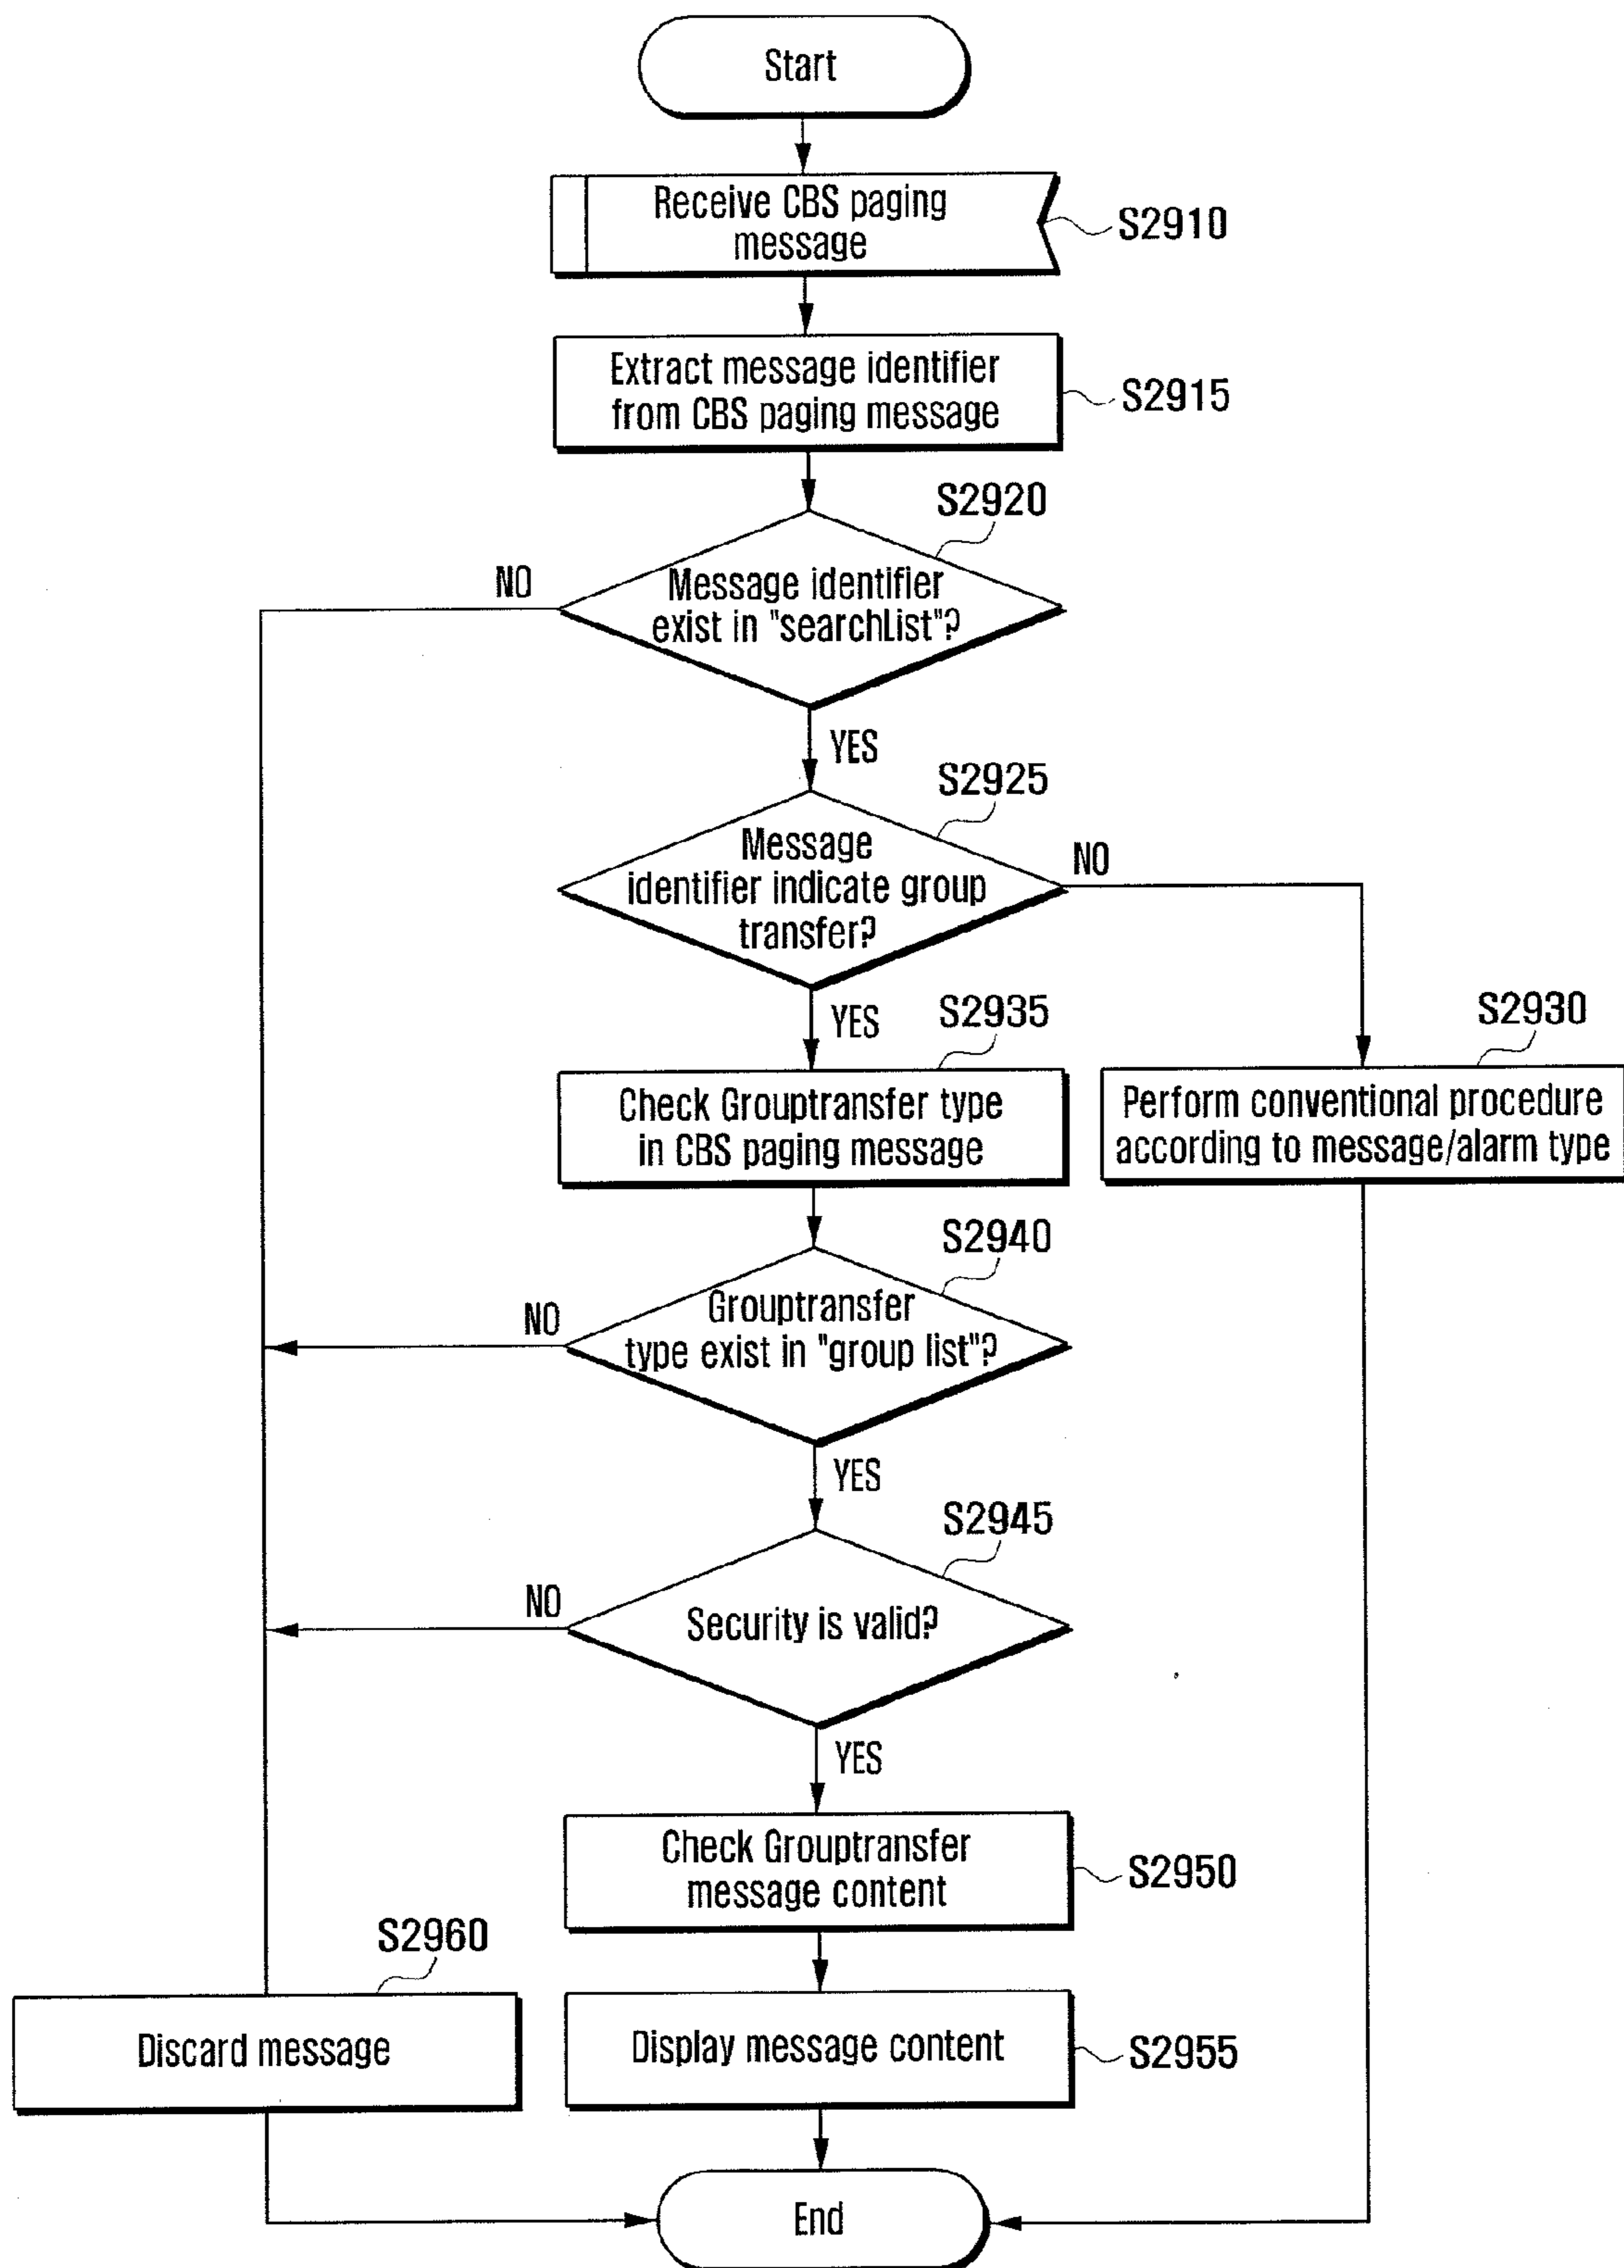 Start
Receive CBS paging
message
S2910
Extract message identifier
from CBS paging message
S2915
S2920
NO
Message identifier
exist in "searchList"?
YES
S2925
Message
identifier indicate group
transfer?
NO
YES
S2935
S2930
Check Grouptransfer type
in CBS paging message
Perform conventional procedure
according to message/alarm type
S2940
NO
Grouptransfer
type exist in "group list"?
YES
S2945
NO
Security is valid?
YES
Check Grouptransfer
message content
S2950
S2960
Discard message
Display message content
S2955
End